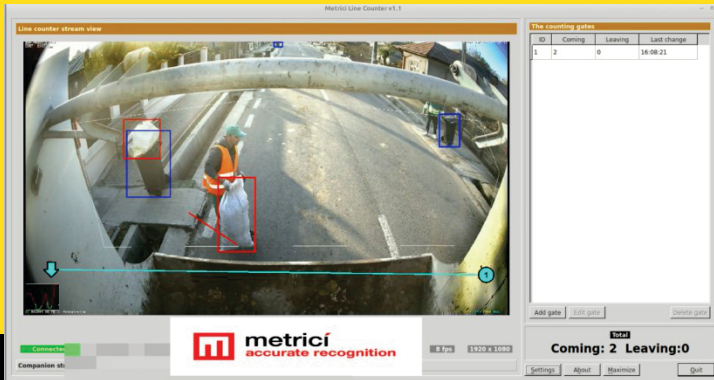 Metrici Line Counter v1.1
Line counter stream view
The counting gates
ID Coming Leaving Last change
1 2 0 16:08:21
1
Add gate Edit gate Delete gate
metricí
accurate recognition
8 fps 1920 x 1080
Total
Coming: 2 Leaving:0
Settings About Maximize Quit